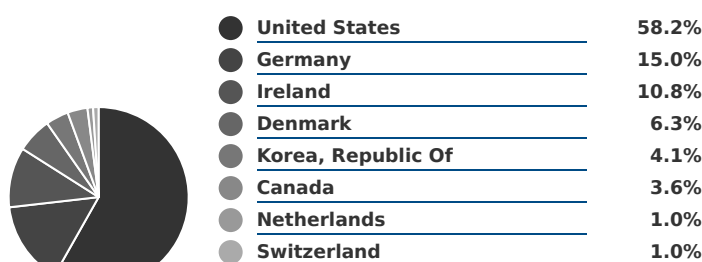 United States 58.2%
Germany 15.0%
Ireland 10.8%
Denmark 6.3%
Korea, Republic Of 4.1%
Canada 3.6%
Netherlands 1.0%
Switzerland 1.0%